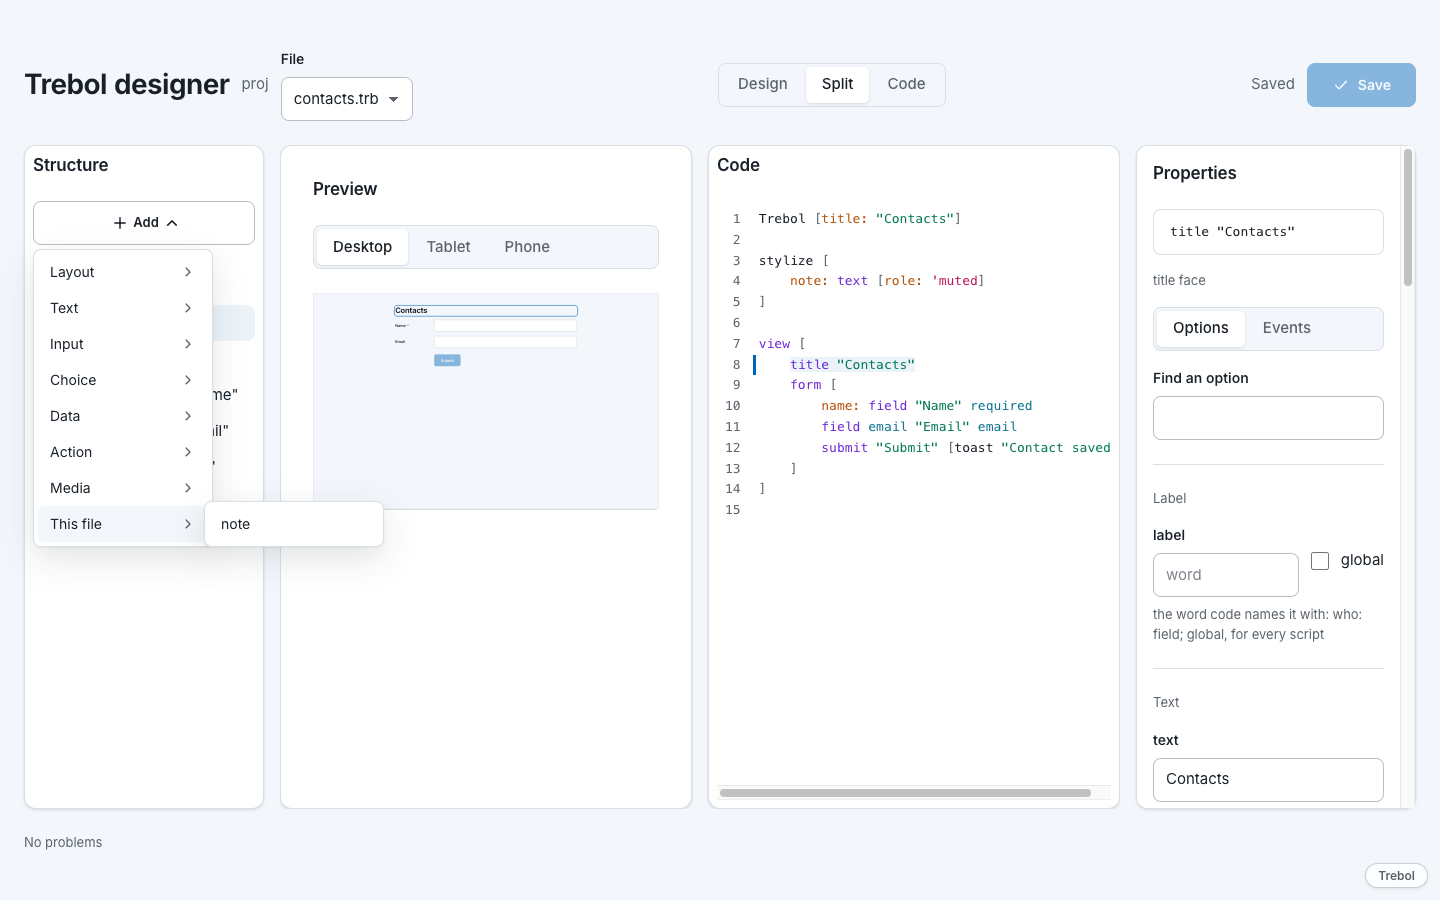 Trebol designer
proj
File
contacts.trb
Design
Split
Code
Saved
Save
Structure
Add
Layout
Text
Input
Choice
Data
Action
Media
This file
note
me"
il"
"
Preview
Desktop
Tablet
Phone
Contacts
Name *
Email
Submit
Code
1 Trebol [title: "Contacts"]
2
3 stylize [
4 note: text [role: 'muted]
5 ]
6
7 view [
8 title "Contacts"
9 form [
10 name: field "Name" required
11 field email "Email" email
12 submit "Submit" [toast "Contact saved
13 ]
14 ]
15
Properties
title "Contacts"
title face
Options
Events
Find an option
Label
label
word
global
the word code names it with: who:
field; global, for every script
Text
text
Contacts
No problems
Trebol